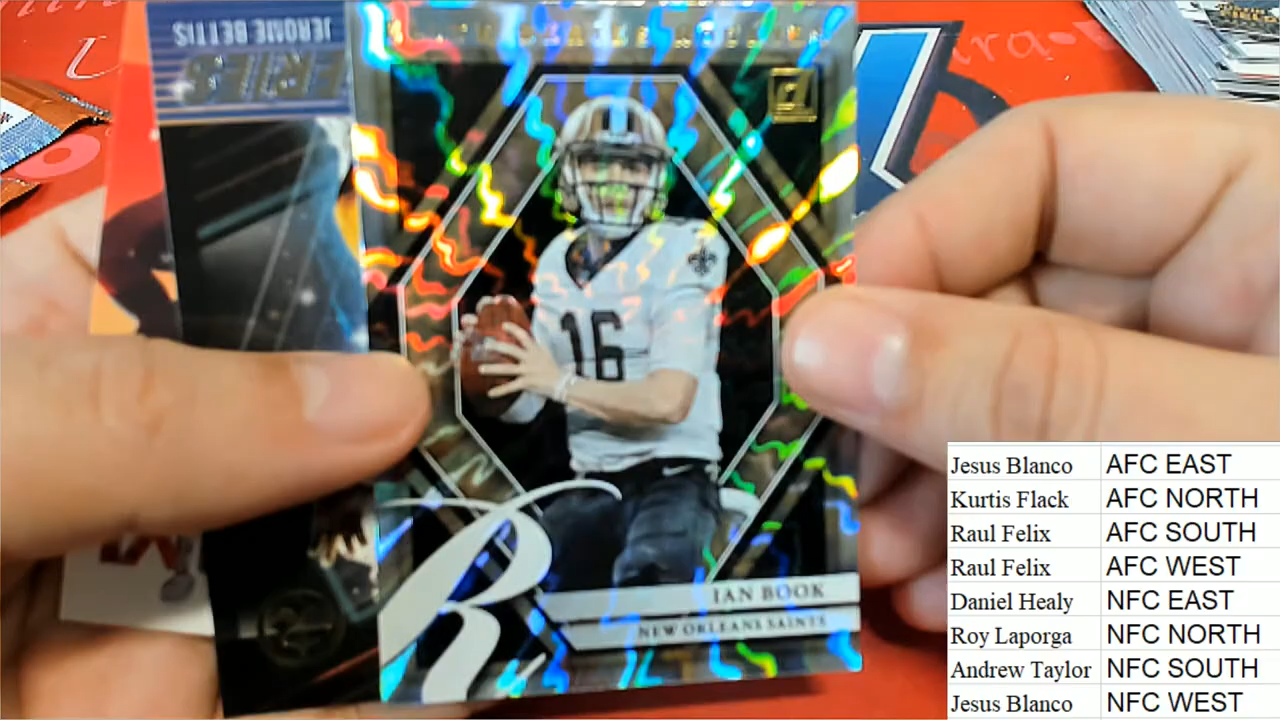 JEROME BETTIS
16
R
IAN BOOK
NEW ORLEANS SAINTS
Jesus Blanco AFC EAST
Kurtis Flack AFC NORTH
Raul Felix AFC SOUTH
Raul Felix AFC WEST
Daniel Healy NFC EAST
Roy Laporga NFC NORTH
Andrew Taylor NFC SOUTH
Jesus Blanco NFC WEST